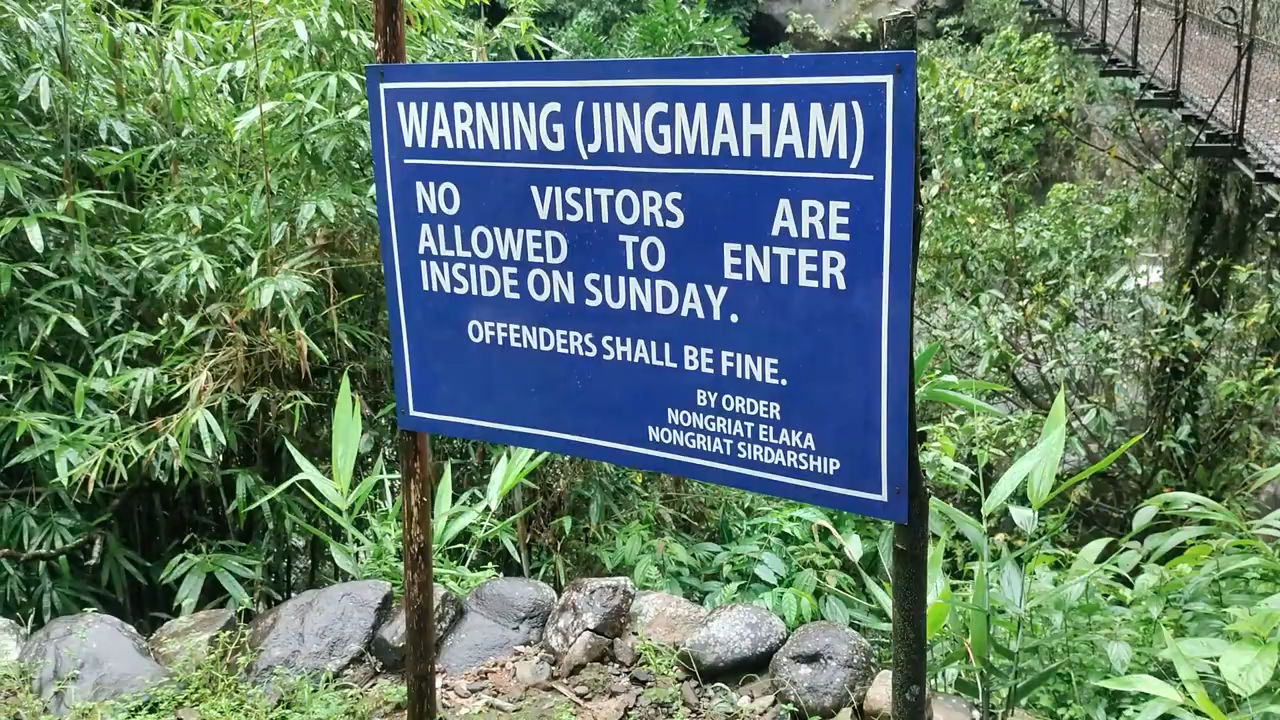 WARNING (JINGMAHAM)
NO VISITORS ARE
ALLOWED TO ENTER
INSIDE ON SUNDAY.
OFFENDERS SHALL BE FINE.
BY ORDER
NONGRIAT ELAKA
NONGRIAT SIRDARSHIP